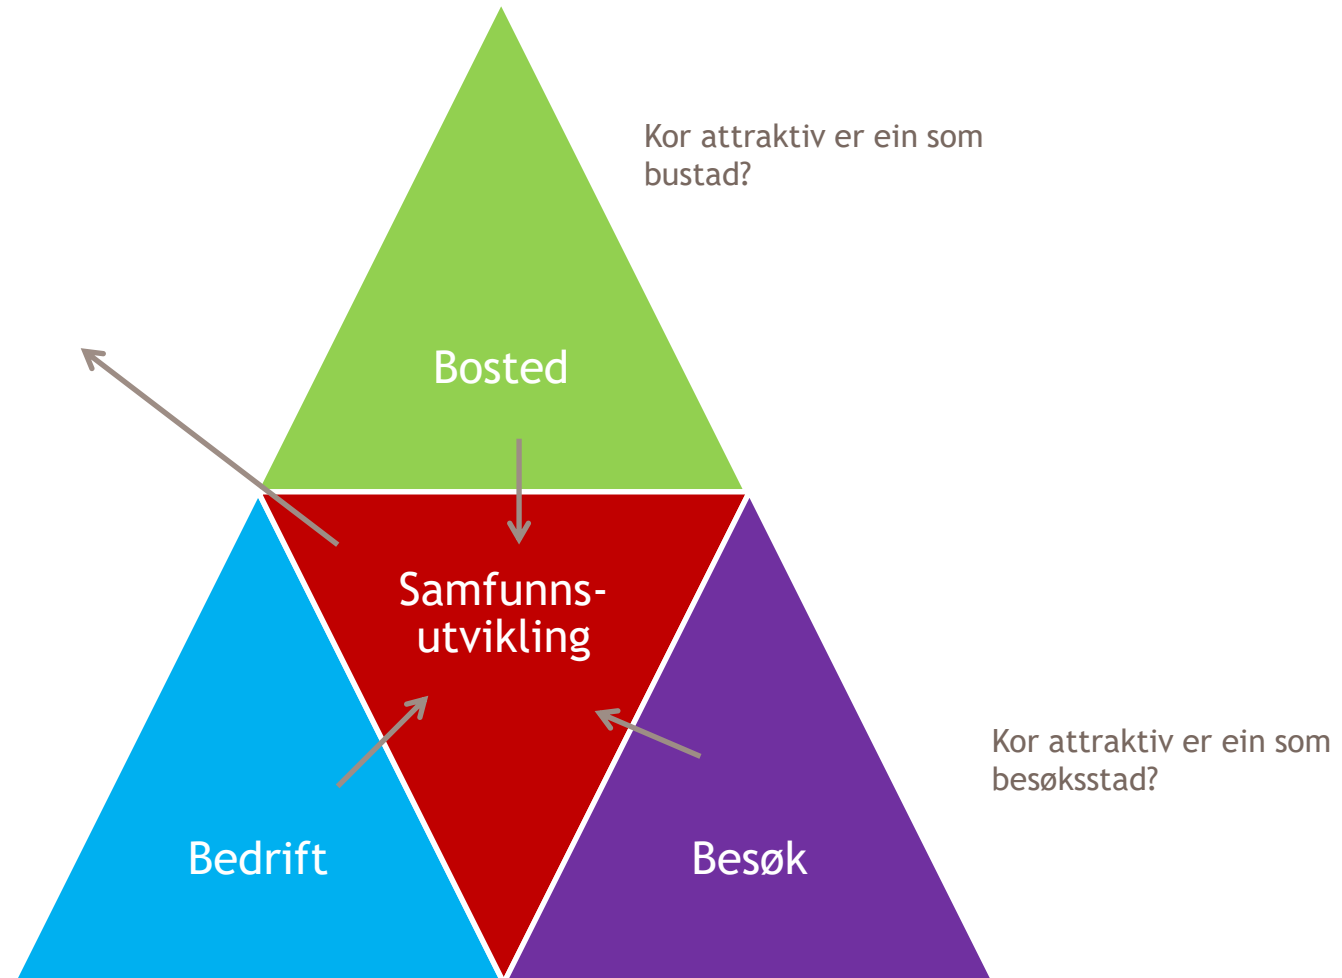 Kor attraktiv er ein som
bustad?
Bosted
Samfunns-
utvikling
Kor attraktiv er ein som
besøksstad?
Bedrift
Besøk